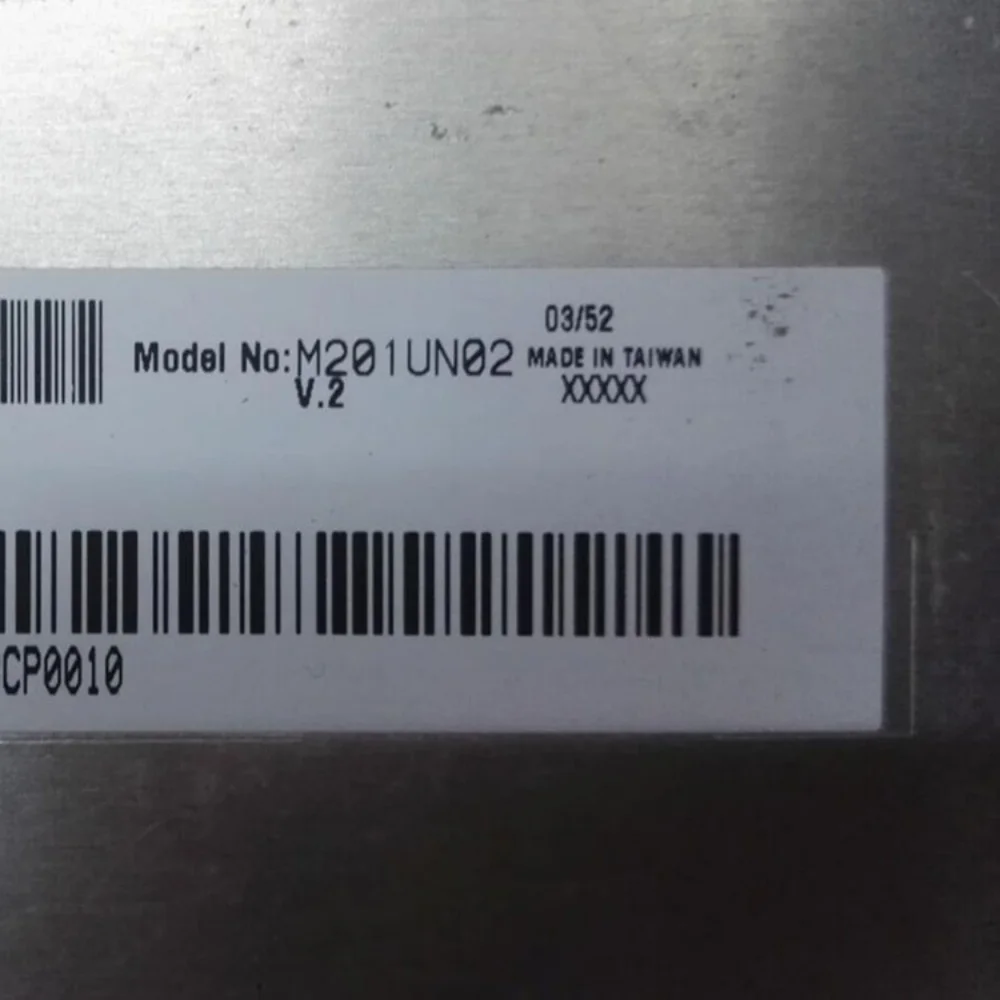 03/52
Model No:M201UN02 MADE IN TAIWAN
V.2 XXXXX
CP0010